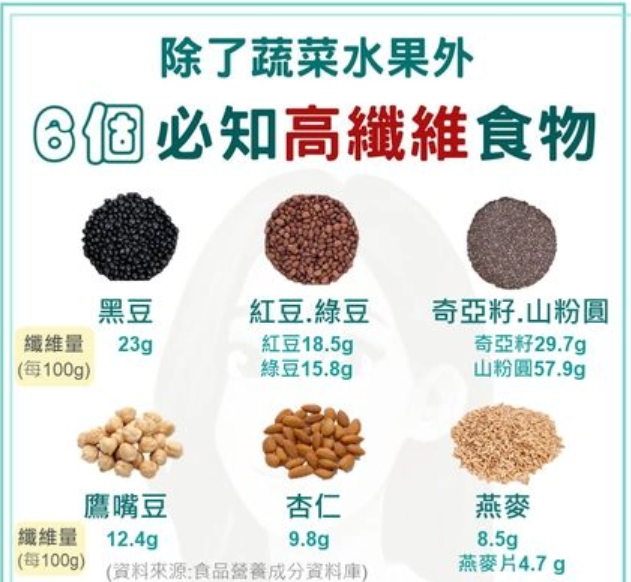 除了蔬菜水果外
6個必知高纖維食物
黑豆 紅豆.綠豆 奇亞籽.山粉圓
纖維量 23g 紅豆18.5g 奇亞籽29.7g
(每100g) 綠豆15.8g 山粉圓57.9g
鷹嘴豆 杏仁 燕麥
纖維量 12.4g 9.8g 8.5g
(每100g) 燕麥片4.7 g
(資料來源:食品營養成分資料庫)